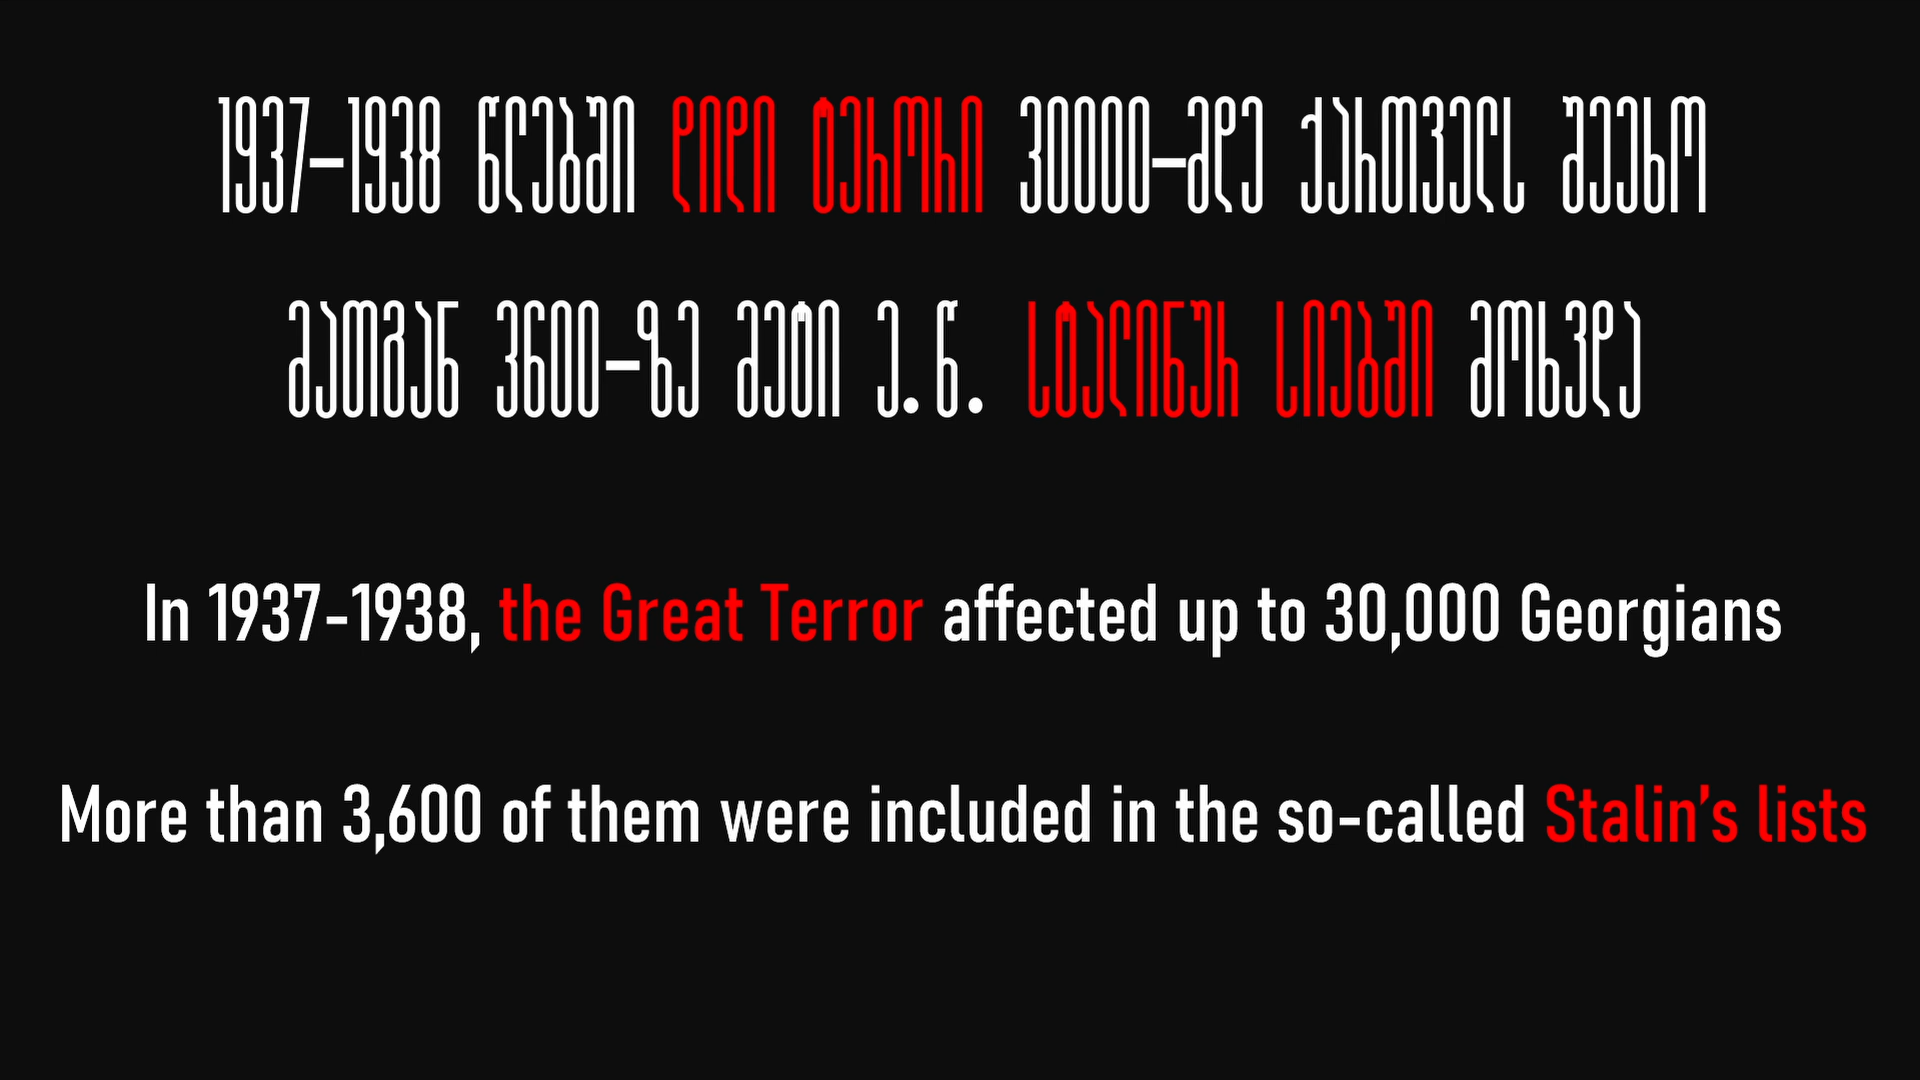 1937–1938 წლებში დიდი ტერორი 30000–მდე ქართველს შეეხო
მათგან 3600–ზე მეტი ე.წ. სტალინურ სიებში მოხვდა
In 1937-1938, the Great Terror affected up to 30,000 Georgians
More than 3,600 of them were included in the so-called Stalin’s lists